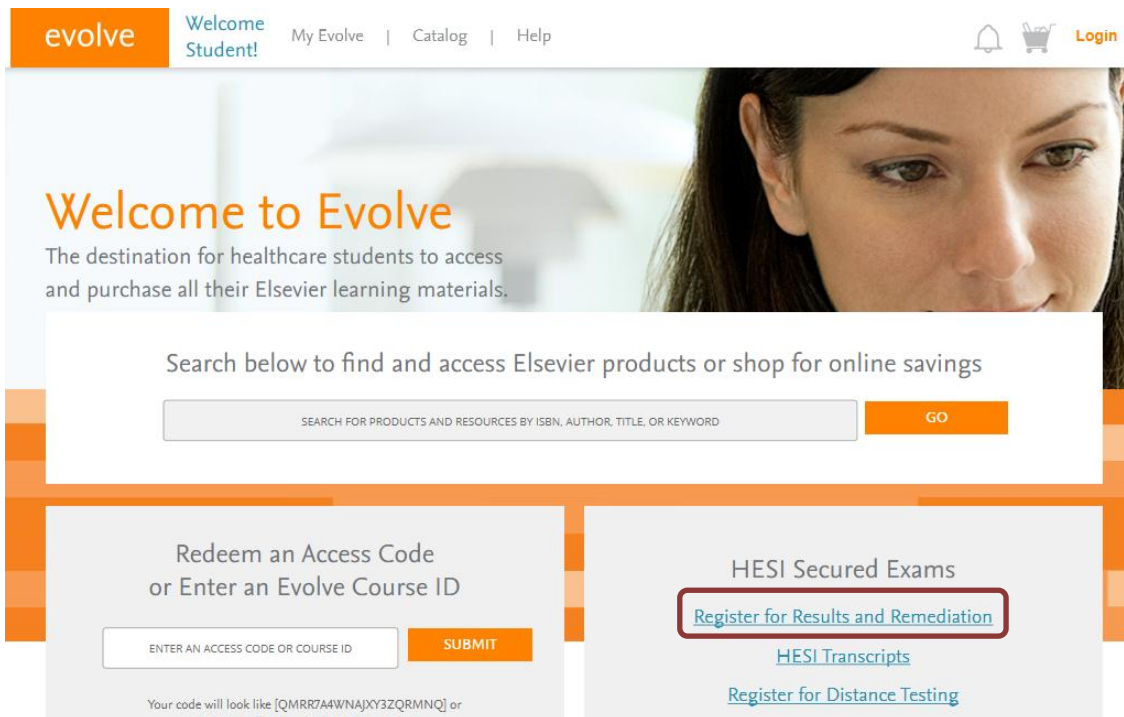 evolve
Welcome
Student!
My Evolve | Catalog | Help
Login
Welcome to Evolve
The destination for healthcare students to access
and purchase all their Elsevier learning materials.
Search below to find and access Elsevier products or shop for online savings
SEARCH FOR PRODUCTS AND RESOURCES BY ISBN, AUTHOR, TITLE, OR KEYWORD
GO
Redeem an Access Code
or Enter an Evolve Course ID
ENTER AN ACCESS CODE OR COURSE ID
SUBMIT
Your code will look like [QMRR7A4WNAJXY3ZQRMNQ] or
HESI Secured Exams
Register for Results and Remediation
HESI Transcripts
Register for Distance Testing